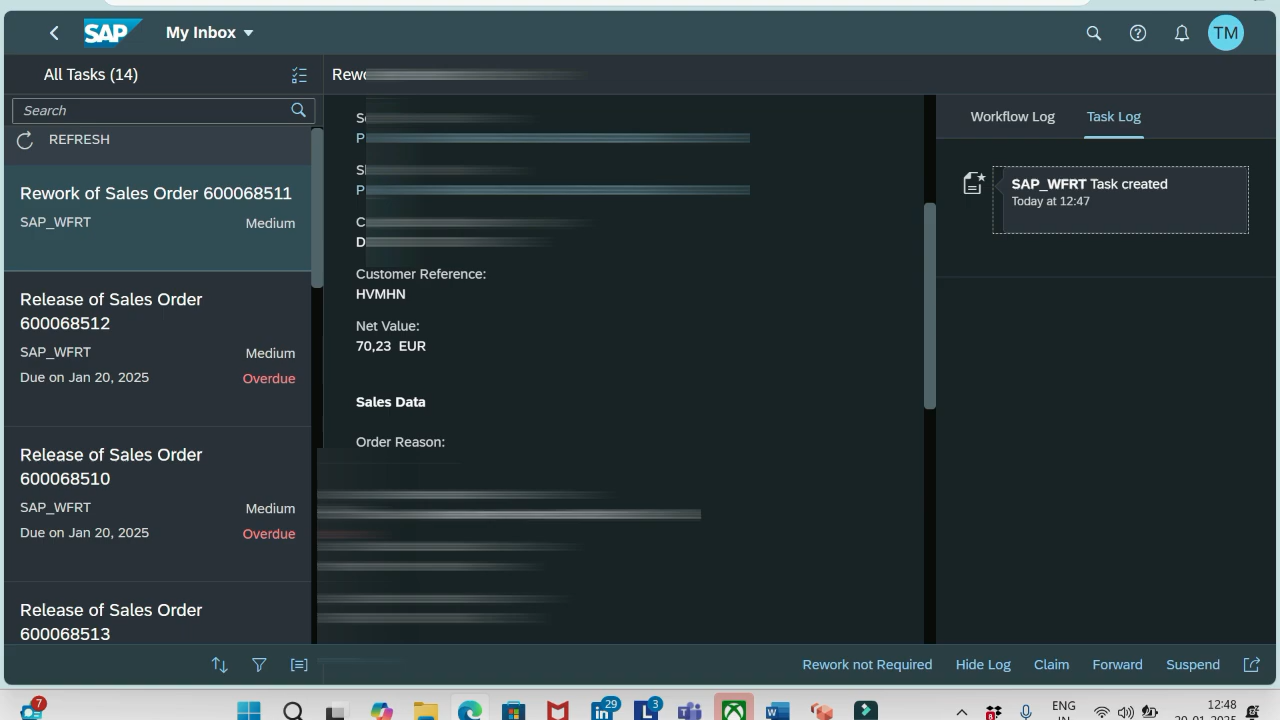 SAP
My Inbox
TM
All Tasks (14)
Search
REFRESH
Rework of Sales Order 600068511
SAP_WFRT
Medium
Release of Sales Order
600068512
SAP_WFRT
Medium
Due on Jan 20, 2025
Overdue
Release of Sales Order
600068510
SAP_WFRT
Medium
Due on Jan 20, 2025
Overdue
Release of Sales Order
600068513
Customer Reference:
HVMHN
Net Value:
70,23 EUR
Sales Data
Order Reason:
Workflow Log
Task Log
SAP_WFRT Task created
Today at 12:47
Rework not Required
Hide Log
Claim
Forward
Suspend
7
29
3
ENG
IN
12:48